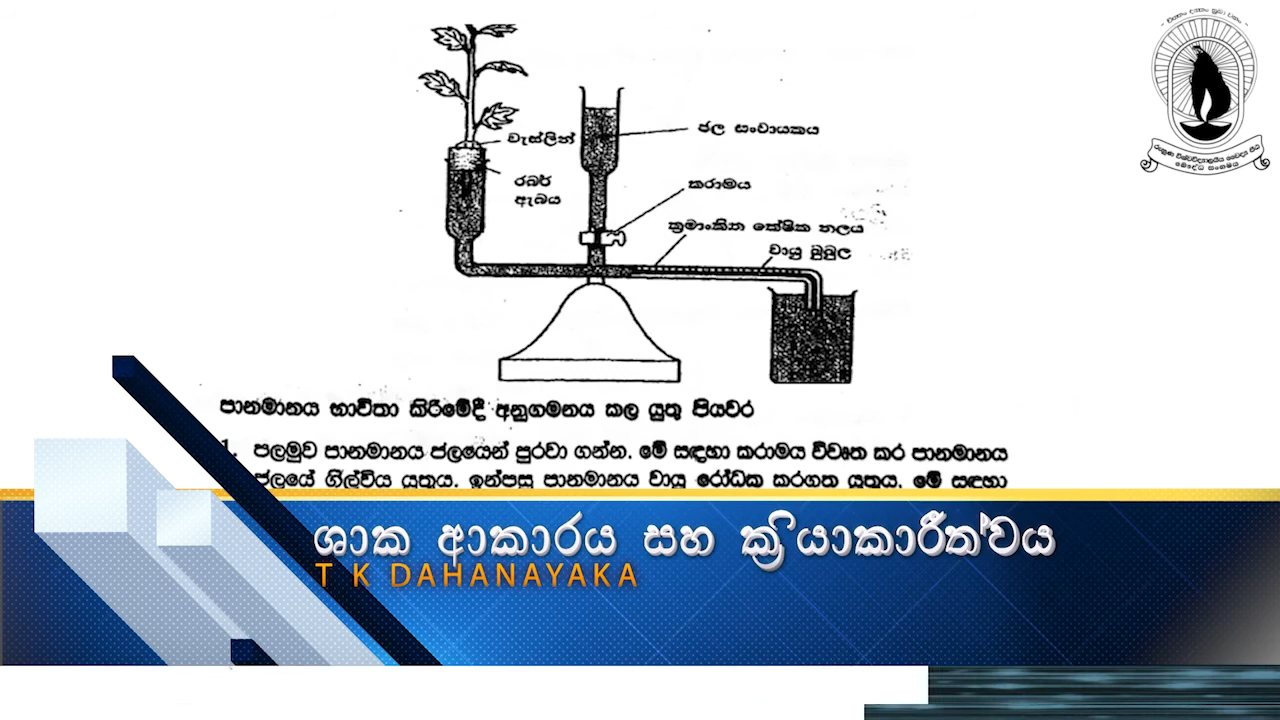 වැස්ලින්
ජල සංචායකය
රබර්
ඇබය
කරාමය
ක්‍රමාංකිත කේෂික නලය
වායු බුබුල
පානමානය භාවිතා කිරීමේදී අනුගමනය කල යුතු පියවර
පලමුව පානමානය ජලයෙන් පුරවා ගන්න. මේ සඳහා කරාමය විවෘත කර පානමානය
ජලයේ ගිල්විය යුතුය. ඉන්පසු පානමානය වායු රෝධක කරගත යුතුය. මේ සඳහා
ශාක ආකාරය සහ ක්‍රියාකාරීත්වය
T K DAHANAYAKA